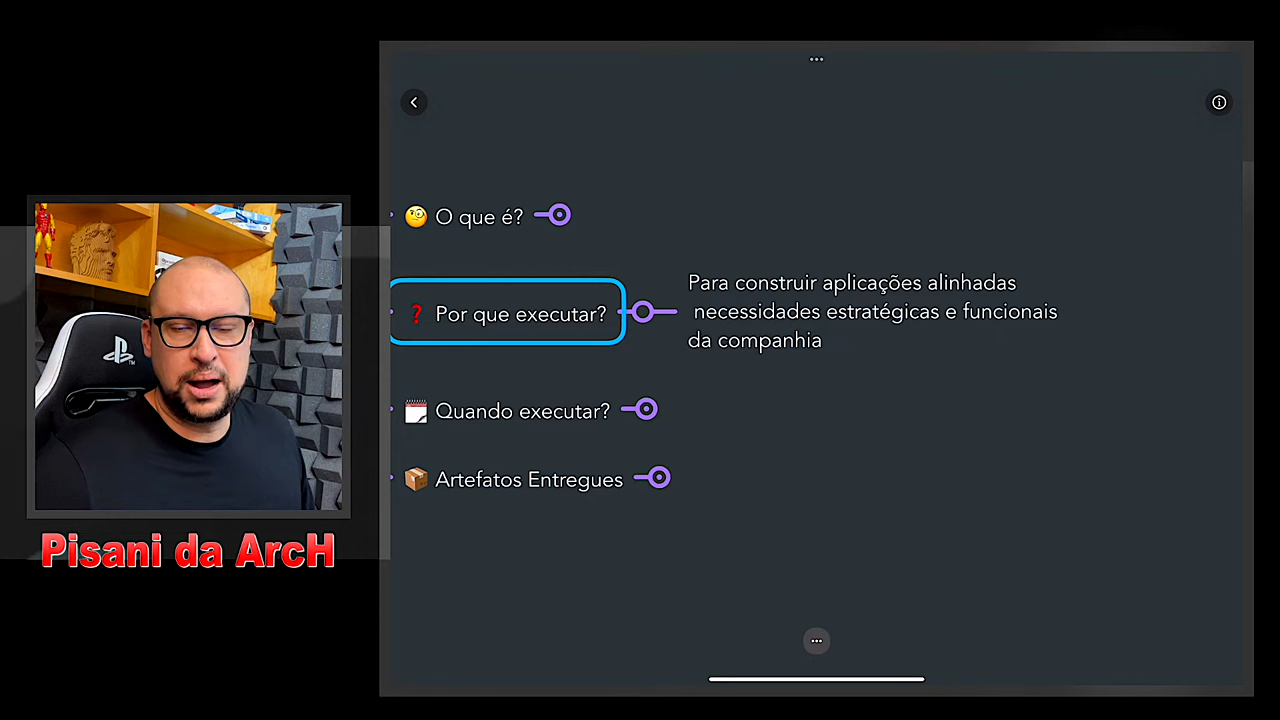 O que é?
Por que executar?
Para construir aplicações alinhadas
necessidades estratégicas e funcionais
da companhia
Quando executar?
Artefatos Entregues
Pisani da ArcH